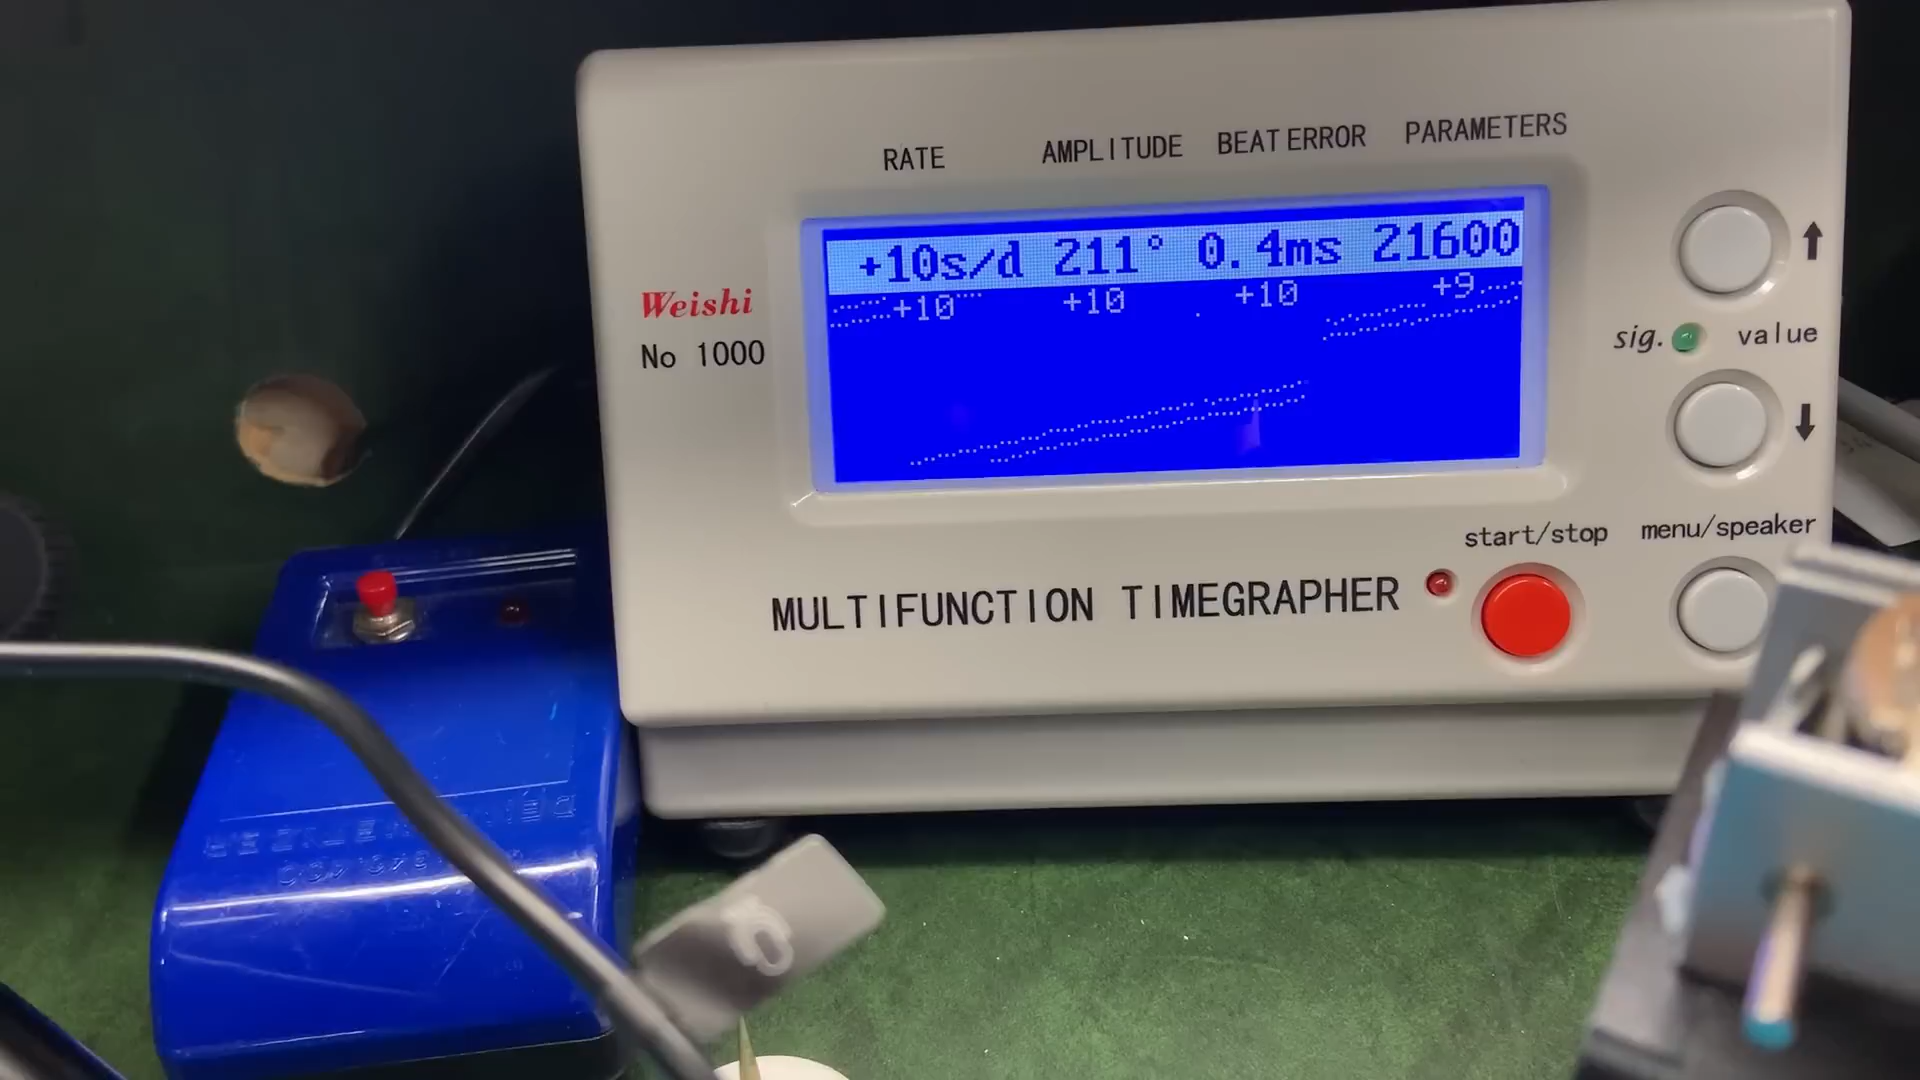 RATE AMPLITUDE BEAT ERROR PARAMETERS
+10s/d 211° 0.4ms 21600
+10 +10 +10 +9
Weishi
No 1000
sig. value
start/stop menu/speaker
MULTIFUNCTION TIMEGRAPHER